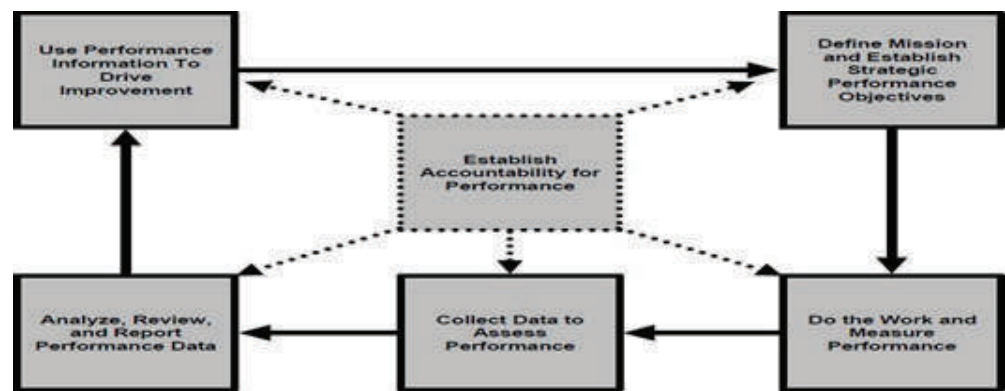 Use Performance
Information To
Drive
Improvement
Define Mission
and Establish
Strategic
Performance
Objectives
Establish
Accountability for
Performance
Analyze, Review,
and Report
Performance Data
Collect Data to
Assess
Performance
Do the Work and
Measure
Performance